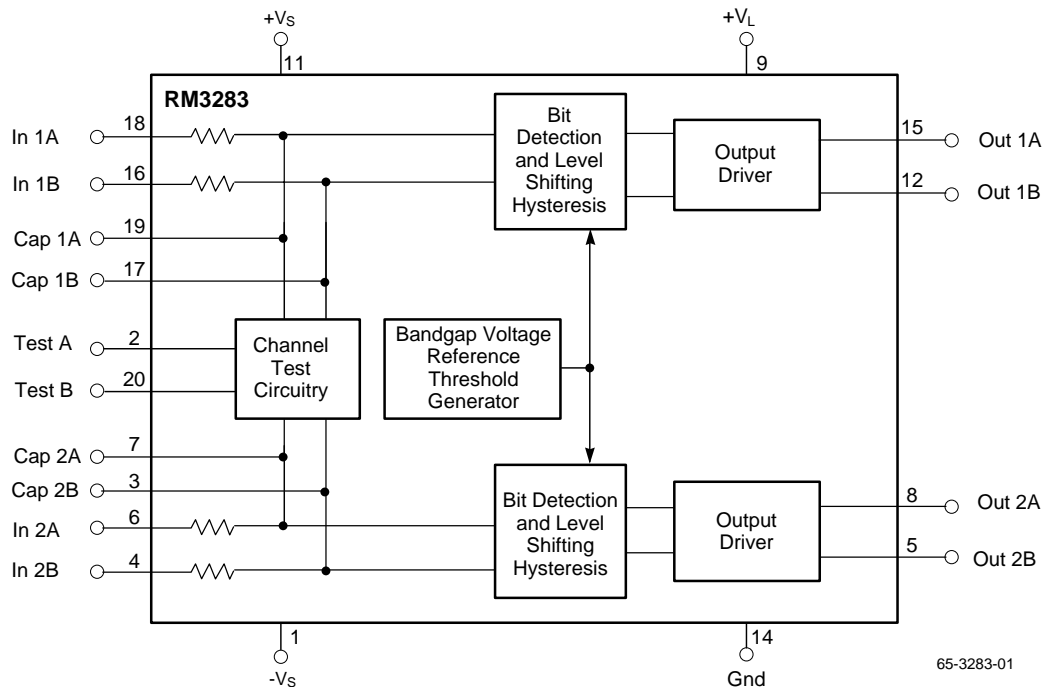 +VS
+VL
11
9
RM3283
In 1A
18
In 1B
16
Cap 1A
19
Cap 1B
17
Test A
2
Test B
20
Cap 2A
7
Cap 2B
3
In 2A
6
In 2B
4
Channel
Test
Circuitry
Bandgap Voltage
Reference
Threshold
Generator
Bit
Detection
and Level
Shifting
Hysteresis
Output
Driver
15
Out 1A
12
Out 1B
Bit Detection
and Level
Shifting
Hysteresis
Output
Driver
8
Out 2A
5
Out 2B
1
14
-VS
Gnd
65-3283-01